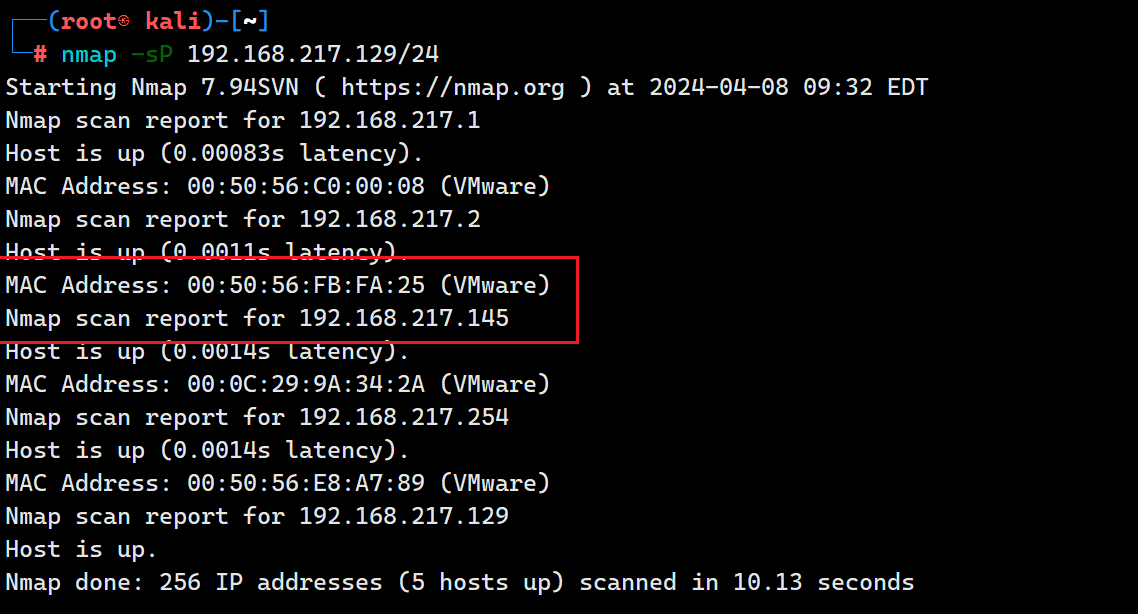 (root㉿ kali)-[~]
# nmap -sP 192.168.217.129/24
Starting Nmap 7.94SVN ( https://nmap.org ) at 2024-04-08 09:32 EDT
Nmap scan report for 192.168.217.1
Host is up (0.00083s latency).
MAC Address: 00:50:56:C0:00:08 (VMware)
Nmap scan report for 192.168.217.2
Host is up (0.0011s latency).
MAC Address: 00:50:56:FB:FA:25 (VMware)
Nmap scan report for 192.168.217.145
Host is up (0.0014s latency).
MAC Address: 00:0C:29:9A:34:2A (VMware)
Nmap scan report for 192.168.217.254
Host is up (0.0014s latency).
MAC Address: 00:50:56:E8:A7:89 (VMware)
Nmap scan report for 192.168.217.129
Host is up.
Nmap done: 256 IP addresses (5 hosts up) scanned in 10.13 seconds